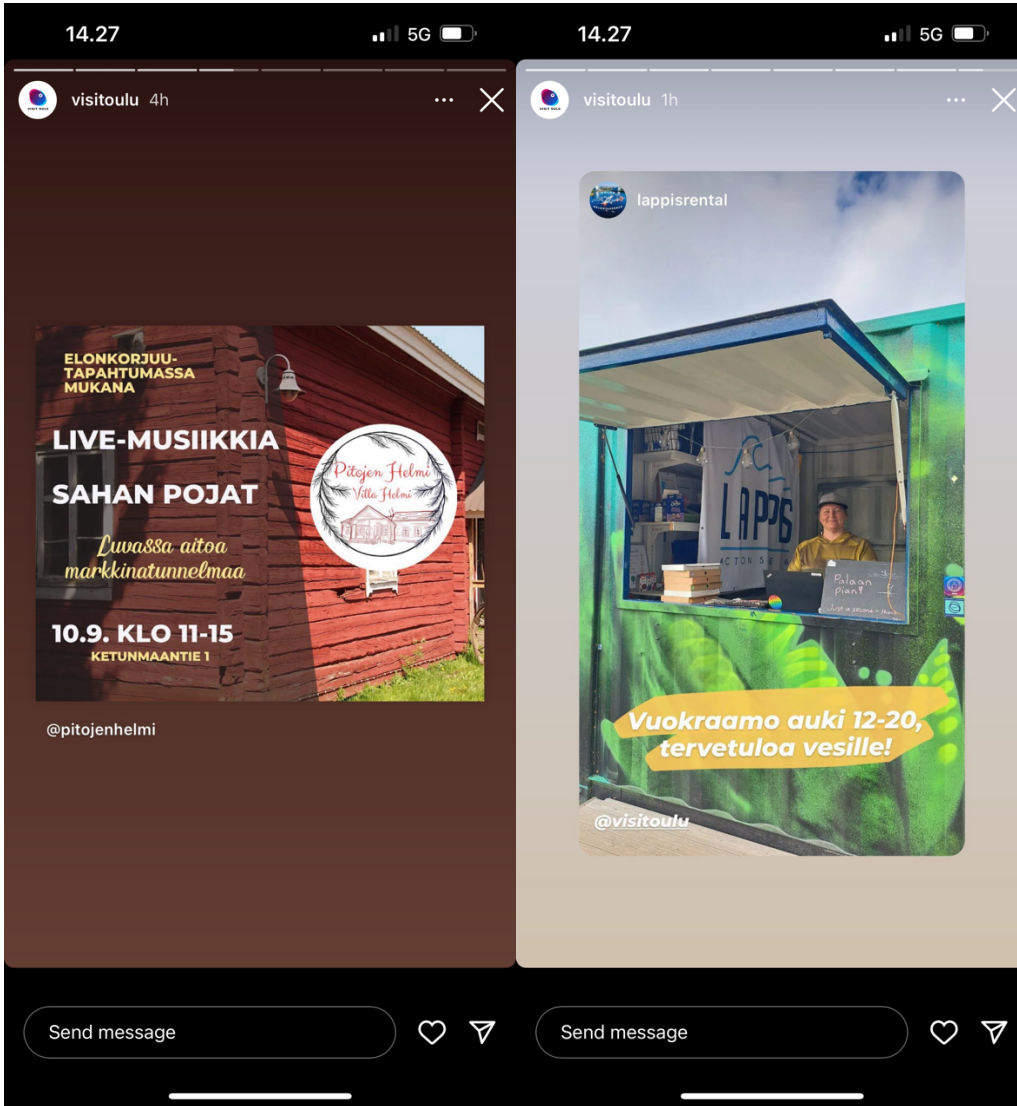 14.27
5G
visitoulu 4h
ELONKORJUU-
TAPAHTUMASSA
MUKANA
LIVE-MUSIIKKIA
SAHAN POJAT
Luvassa aitoa
markkinatunnelmaa
10.9. KLO 11-15
KETUNMAANTIE 1
Pitojen Helmi
Villa Helmi
@pitojenhelmi
Send message
14.27
5G
visitoulu 1h
lappisrental
LAPPIS
Palaan
pian!
Just a second
Vuokraamo auki 12-20,
tervetuloa vesille!
@visitoulu
Send message